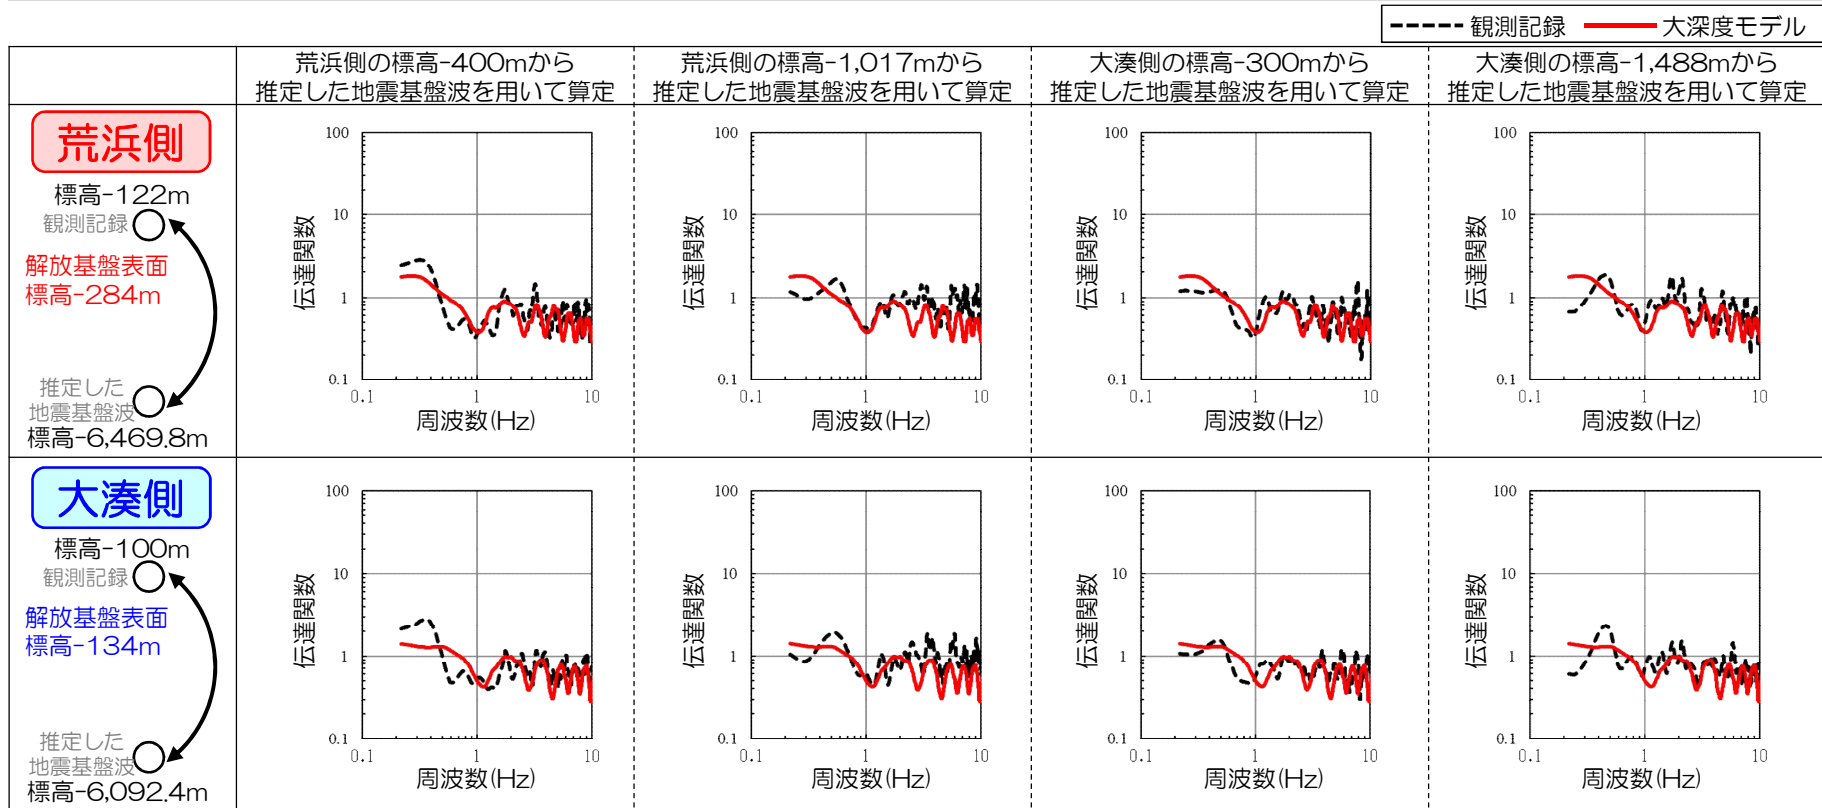 観測記録 大深度モデル
荒浜側の標高-400mから
推定した地震基盤波を用いて算定
荒浜側の標高-1,017mから
推定した地震基盤波を用いて算定
大湊側の標高-300mから
推定した地震基盤波を用いて算定
大湊側の標高-1,488mから
推定した地震基盤波を用いて算定
荒浜側
標高-122m
観測記録
解放基盤表面
標高-284m
推定した
地震基盤波
標高-6,469.8m
伝達関数
100
10
1
0.1
0.1 1 10
周波数(Hz)
伝達関数
100
10
1
0.1
0.1 1 10
周波数(Hz)
伝達関数
100
10
1
0.1
0.1 1 10
周波数(Hz)
伝達関数
100
10
1
0.1
0.1 1 10
周波数(Hz)
大湊側
標高-100m
観測記録
解放基盤表面
標高-134m
推定した
地震基盤波
標高-6,092.4m
伝達関数
100
10
1
0.1
0.1 1 10
周波数(Hz)
伝達関数
100
10
1
0.1
0.1 1 10
周波数(Hz)
伝達関数
100
10
1
0.1
0.1 1 10
周波数(Hz)
伝達関数
100
10
1
0.1
0.1 1 10
周波数(Hz)